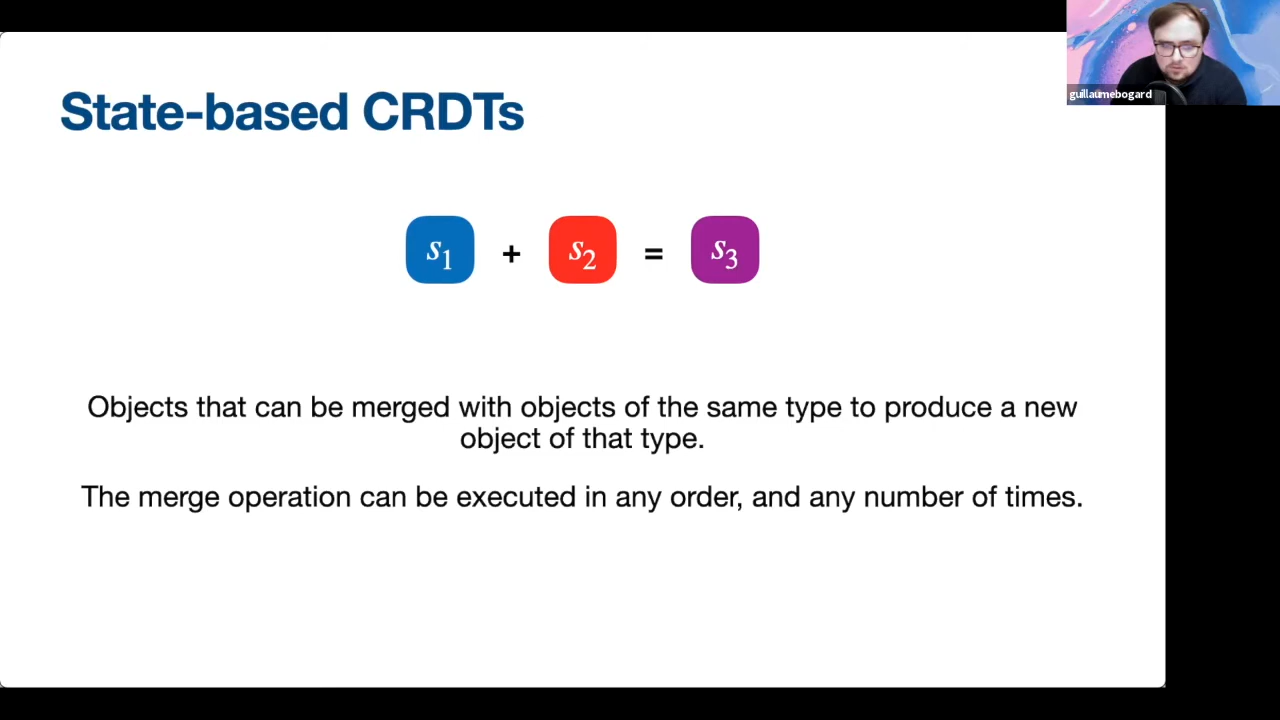 guillaumebogard
State-based CRDTs
s1 + s2 = s3
Objects that can be merged with objects of the same type to produce a new
object of that type.
The merge operation can be executed in any order, and any number of times.